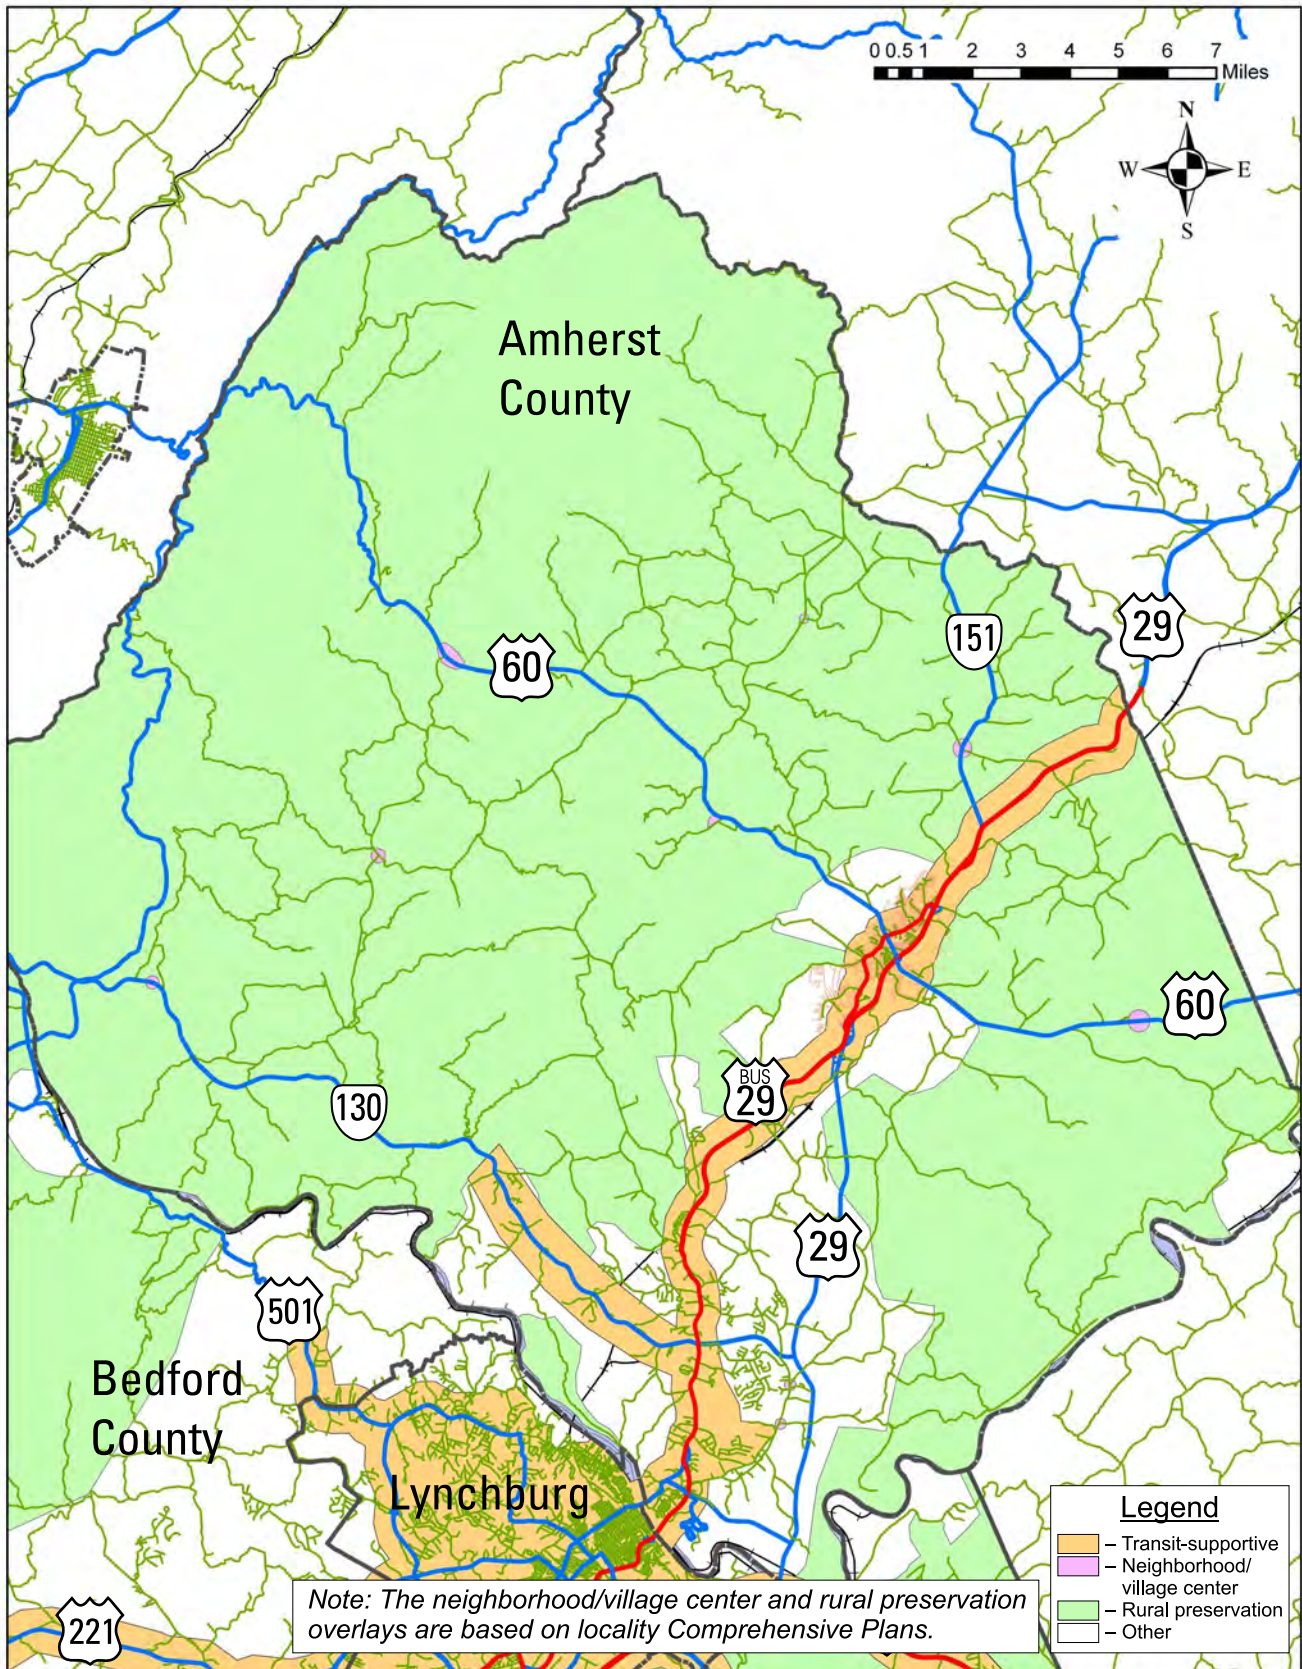 0 0.5 1 2 3 4 5 6 7
Miles
N
W E
S
Amherst
County
29
151
60
60
BUS
29
130
29
501
Bedford
County
Lynchburg
221
Note: The neighborhood/village center and rural preservation
overlays are based on locality Comprehensive Plans.
Legend
– Transit-supportive
– Neighborhood/
village center
– Rural preservation
– Other